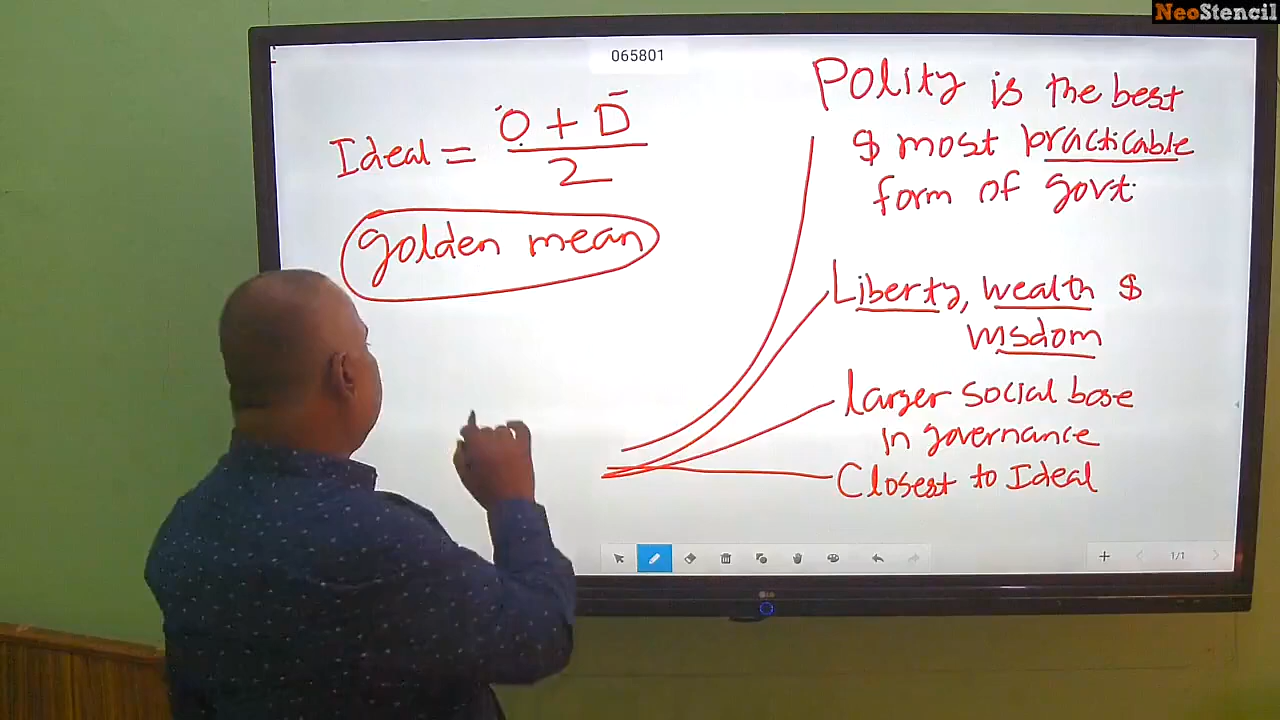 NeoStencil
065801
Ideal = O + D
2
golden mean
Polity is the best
& most practicable
form of govt.
Liberty, wealth &
wisdom
larger social base
in governance
Closest to Ideal
1/1
LG